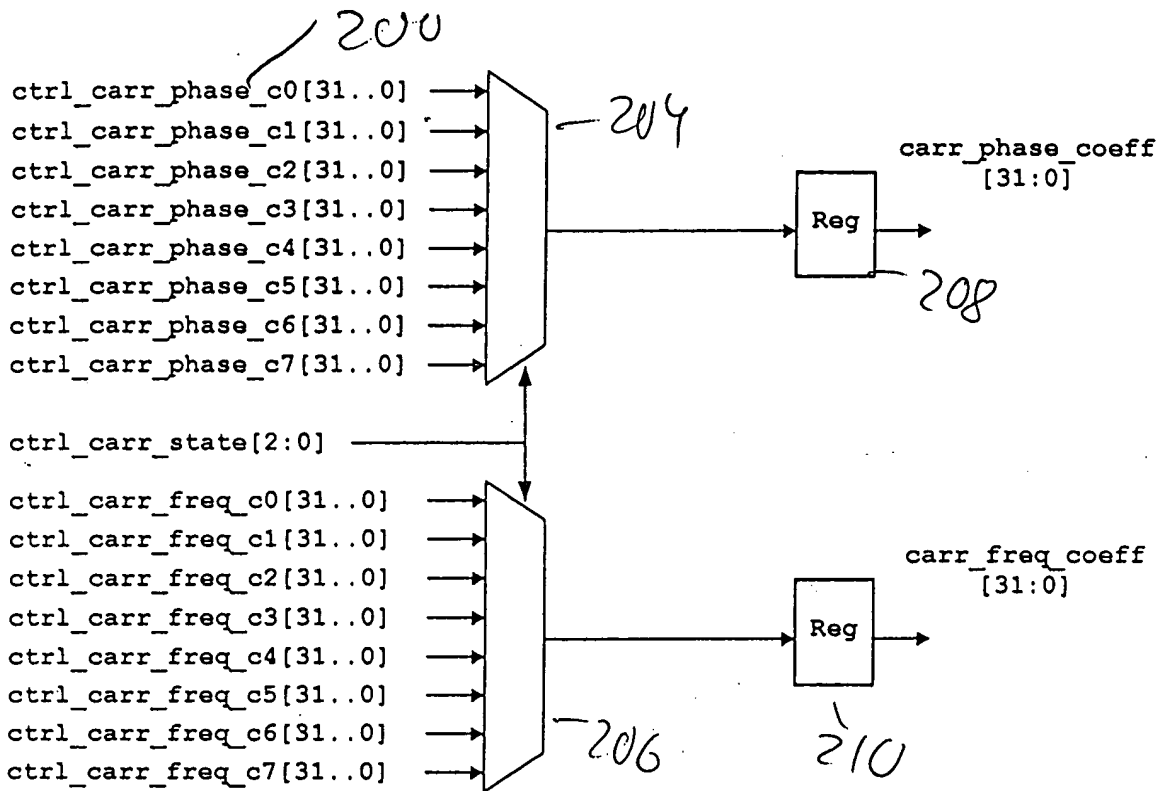 200
ctrl_carr_phase_c0[31..0]
ctrl_carr_phase_c1[31..0]
ctrl_carr_phase_c2[31..0]
ctrl_carr_phase_c3[31..0]
ctrl_carr_phase_c4[31..0]
ctrl_carr_phase_c5[31..0]
ctrl_carr_phase_c6[31..0]
ctrl_carr_phase_c7[31..0]
204
carr_phase_coeff
[31:0]
Reg
208
ctrl_carr_state[2:0]
ctrl_carr_freq_c0[31..0]
ctrl_carr_freq_c1[31..0]
ctrl_carr_freq_c2[31..0]
ctrl_carr_freq_c3[31..0]
ctrl_carr_freq_c4[31..0]
ctrl_carr_freq_c5[31..0]
ctrl_carr_freq_c6[31..0]
ctrl_carr_freq_c7[31..0]
206
carr_freq_coeff
[31:0]
Reg
210